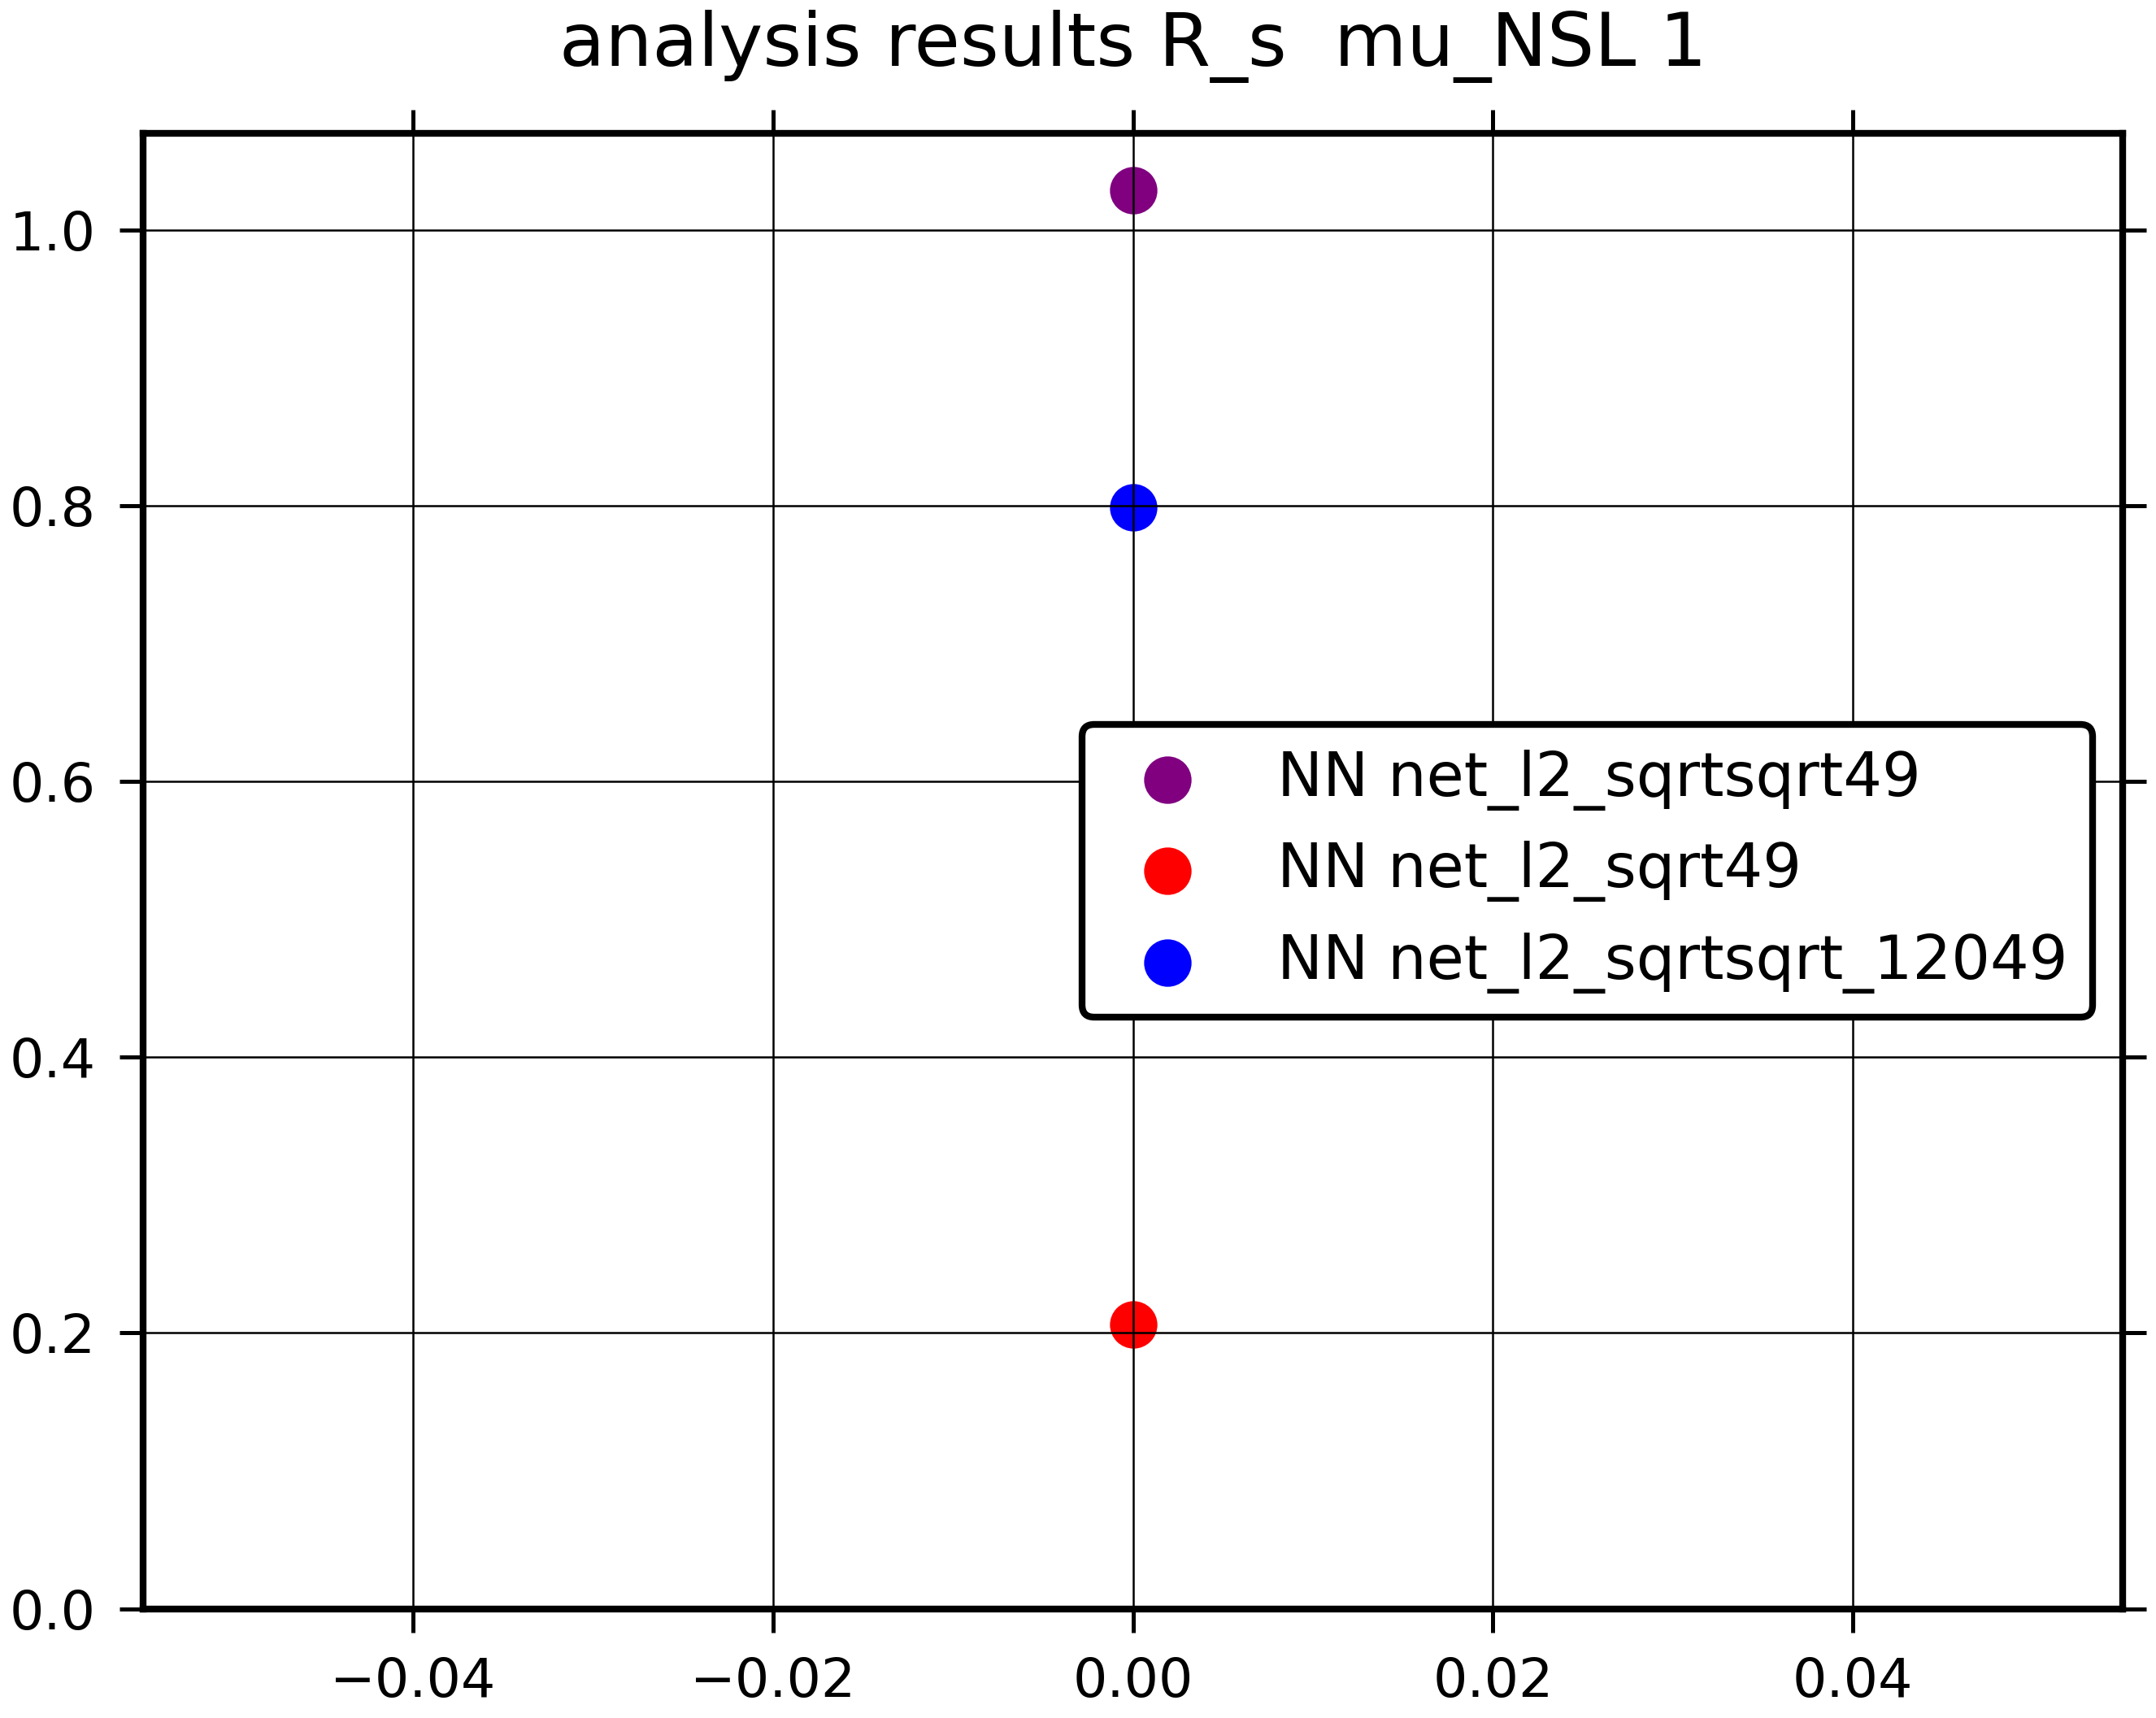 analysis results R_s  mu_NSL 1
1.0
0.8
0.6
0.4
0.2
0.0
NN net_l2_sqrtsqrt49
NN net_l2_sqrt49
NN net_l2_sqrtsqrt_12049
−0.04 −0.02 0.00 0.02 0.04